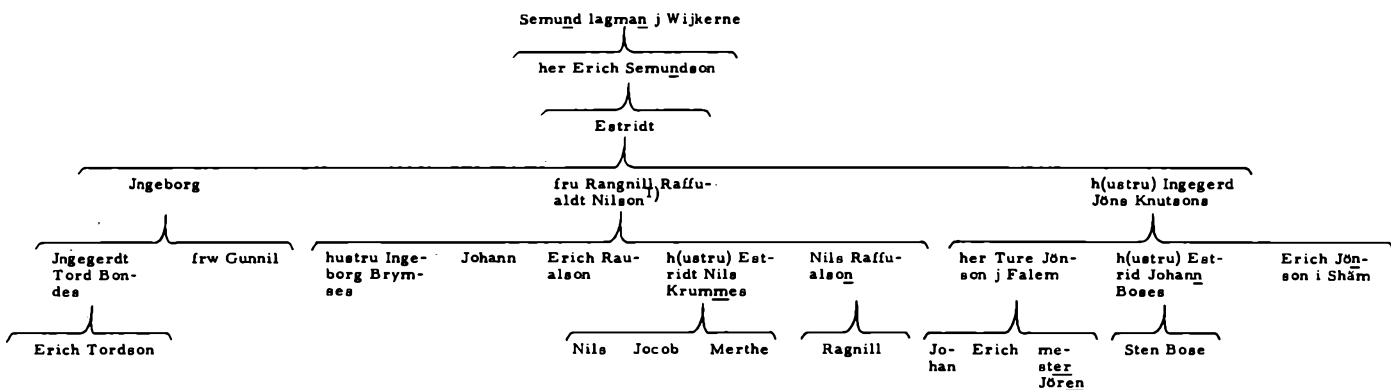 Semund lagman j Wijkerne
her Erich Semundson
Estridt
Jngeborg
fru Rangnill Raffu-
aldt Nilson1)
h(ustru) Ingegerd
Jöns Knutsons
Jngegerdt
Tord Bon-
des
frw Gunnil
hustru Inge-
borg Brym-
ses
Johann
Erich Rau-
alson
h(ustru) Est-
ridt Nils
Krummes
Nils Raffu-
alson
her Ture Jön-
son j Falem
h(ustru) Est-
rid Johann
Boses
Erich Jön-
son i Shăm
Erich Tordson
Nils Jocob Merthe
Ragnill
Jo-
han
Erich
me-
ster
Jören
Sten Bose